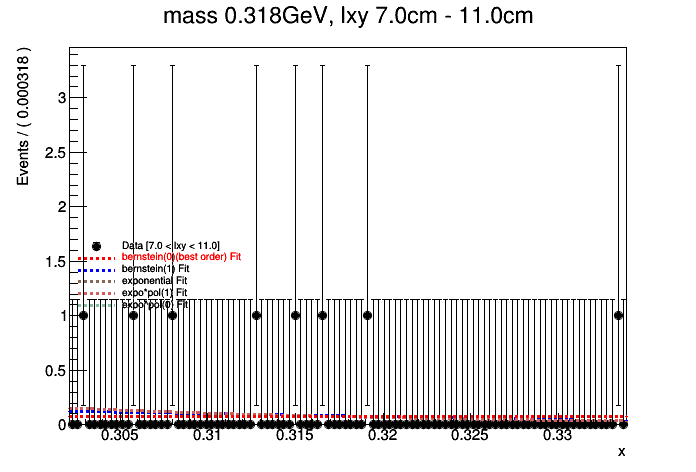 mass 0.318GeV, lxy 7.0cm - 11.0cm
Events / ( 0.000318 )
3
2.5
2
1.5
1
0.5
0
Data [7.0 < lxy < 11.0]
bernstein(0)(best order) Fit
bernstein(1) Fit
exponential Fit
expo*pol(1) Fit
expo*pol(0) Fit
0.305 0.31 0.315 0.32 0.325 0.33
x